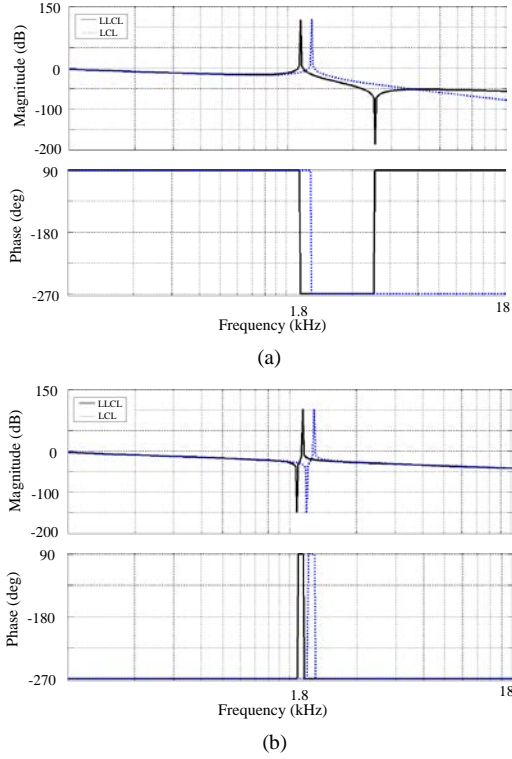 150
LLCL
LCL
0
-100
-200
Magnitude (dB)
90
-180
-270
Phase (deg)
1.8
18
Frequency (kHz)
(a)
150
LLCL
LCL
0
-100
-200
Magnitude (dB)
90
-180
-270
Phase (deg)
1.8
18
Frequency (kHz)
(b)